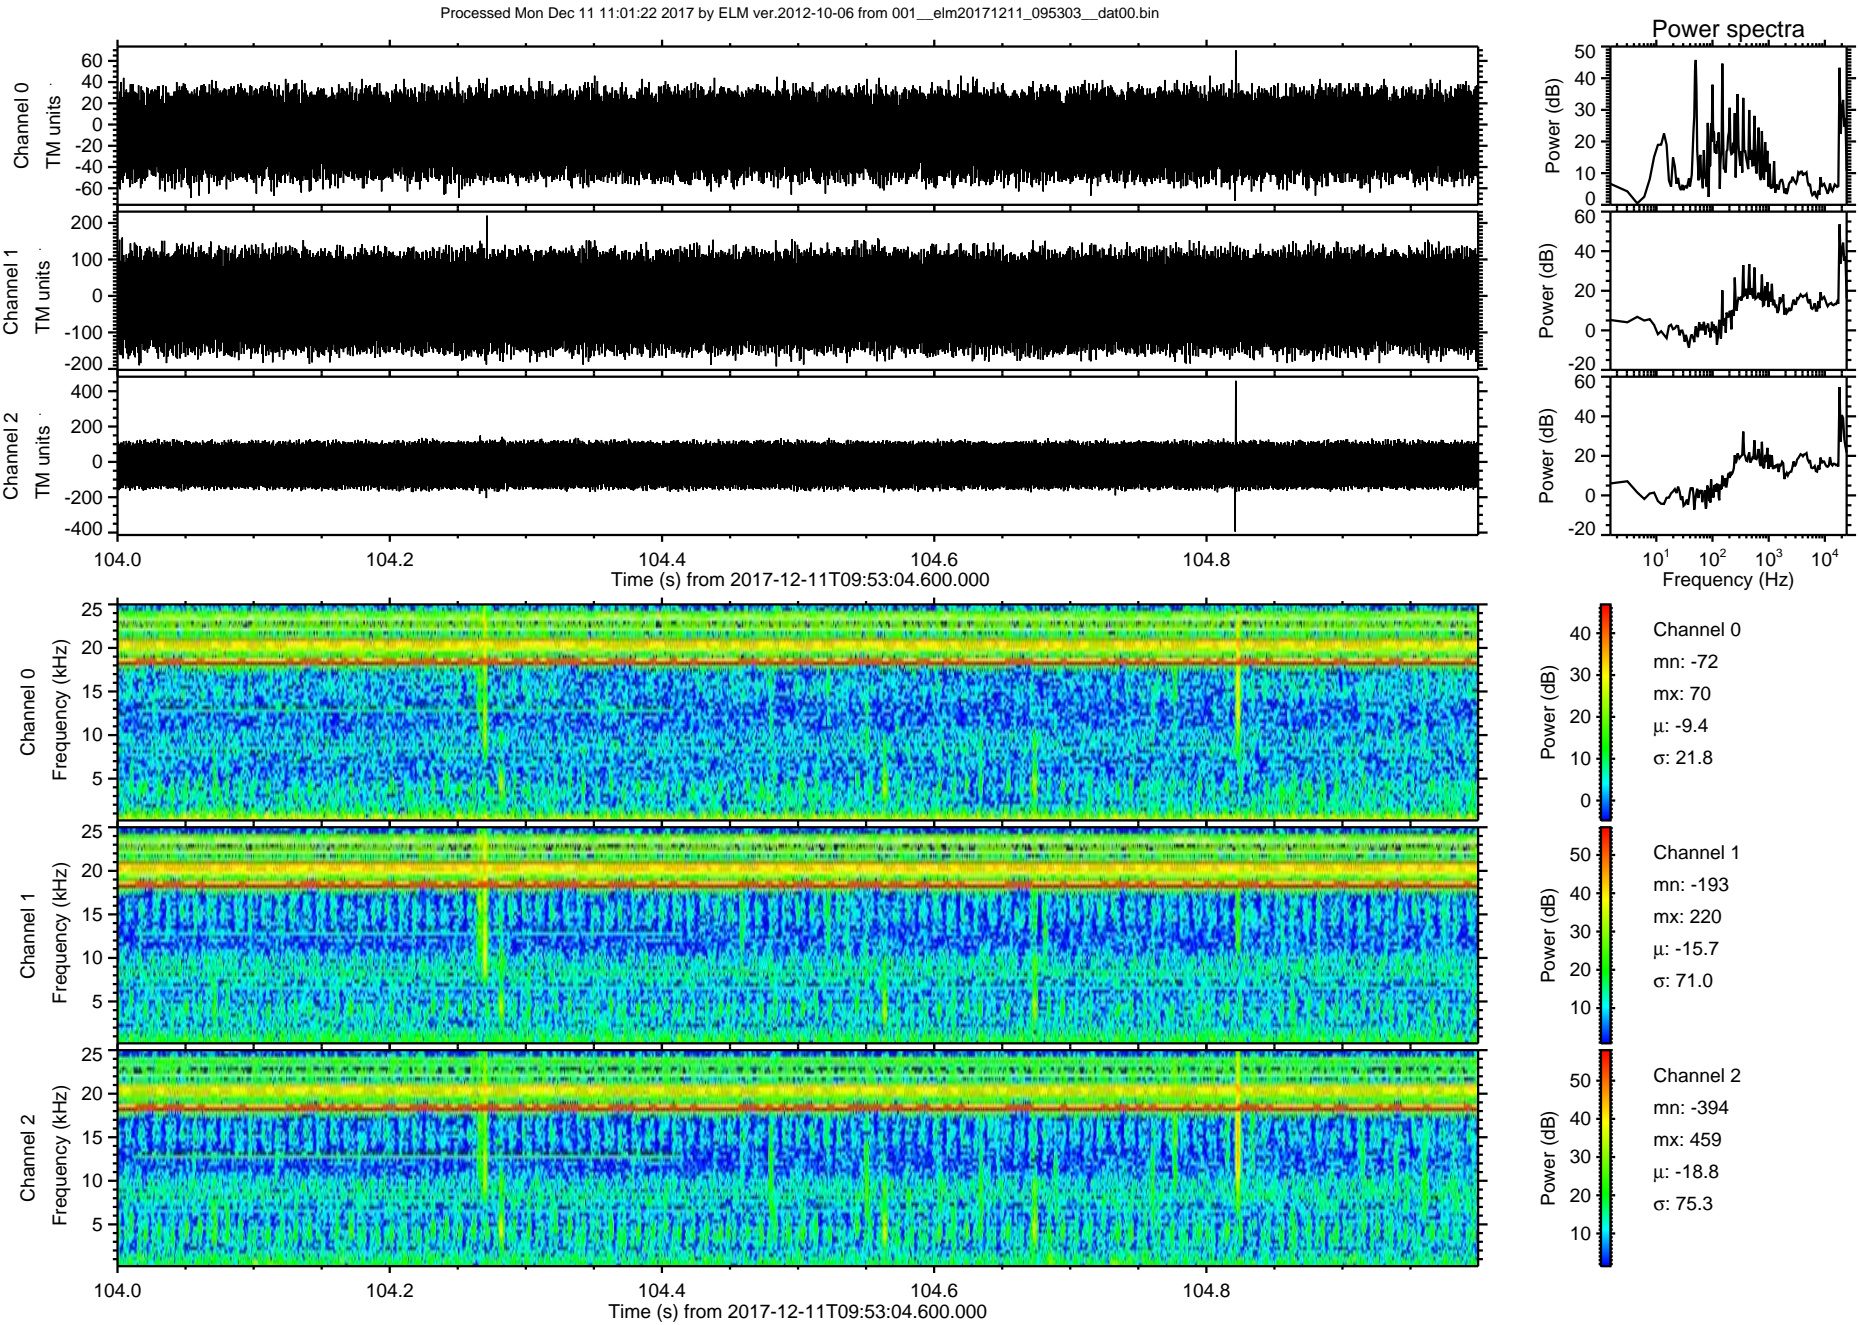 Processed Mon Dec 11 11:01:22 2017 by ELM ver.2012-10-06 from 001__elm20171211_095303__dat00.bin
Power spectra
Channel 0
TM units
60
40
20
0
-20
-40
-60
Power (dB)
50
40
30
20
10
0
Channel 1
TM units
200
100
0
-100
-200
Power (dB)
60
40
20
0
-20
Channel 2
TM units
400
200
0
-200
-400
Power (dB)
60
40
20
0
-20
104.0 104.2 104.4 104.6 104.8
Time (s) from 2017-12-11T09:53:04.600.000
10¹ 10² 10³ 10⁴
Frequency (Hz)
Channel 0
Frequency (kHz)
25
20
15
10
5
Power (dB)
40
30
20
10
0
Channel 0
mn: -72
mx: 70
μ: -9.4
σ: 21.8
Channel 1
Frequency (kHz)
25
20
15
10
5
Power (dB)
50
40
30
20
10
Channel 1
mn: -193
mx: 220
μ: -15.7
σ: 71.0
Channel 2
Frequency (kHz)
25
20
15
10
5
Power (dB)
50
40
30
20
10
Channel 2
mn: -394
mx: 459
μ: -18.8
σ: 75.3
104.0 104.2 104.4 104.6 104.8
Time (s) from 2017-12-11T09:53:04.600.000